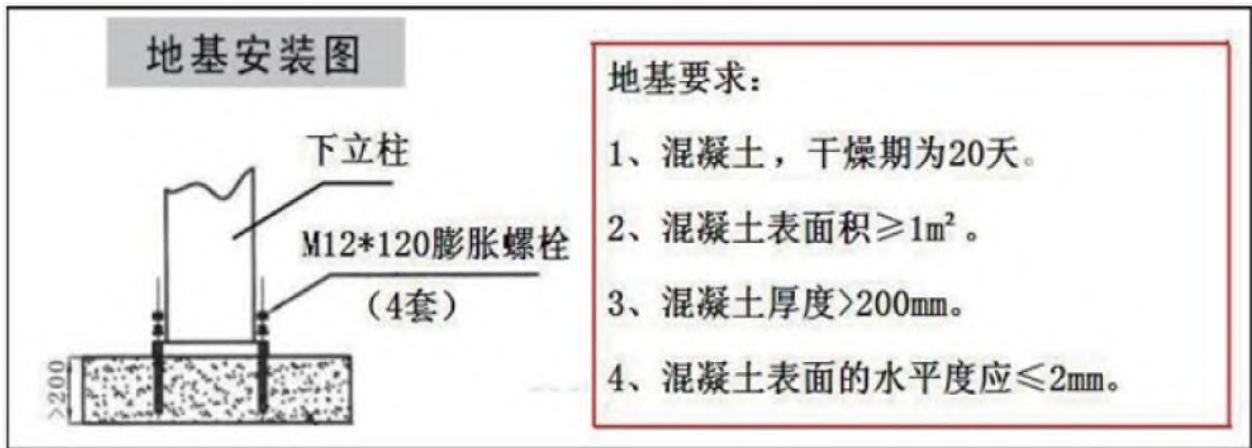 地基安装图
下立柱
M12*120膨胀螺栓
（4套）
>200
地基要求：
1、混凝土，干燥期为20天。
2、混凝土表面积≥1m²。
3、混凝土厚度>200mm。
4、混凝土表面的水平度应≤2mm。